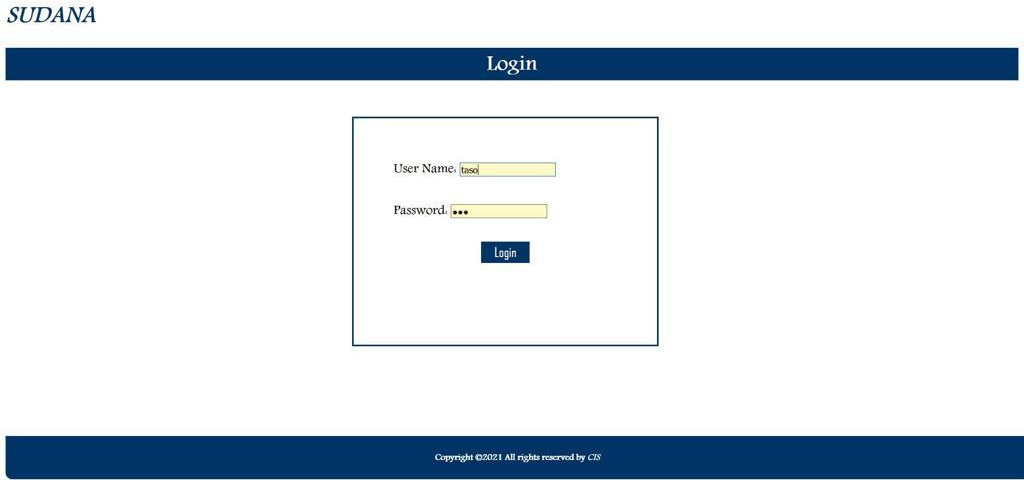 SUDANA
Login
User Name: taso
Password: •••
Login
Copyright ©2021 All rights reserved by CIS